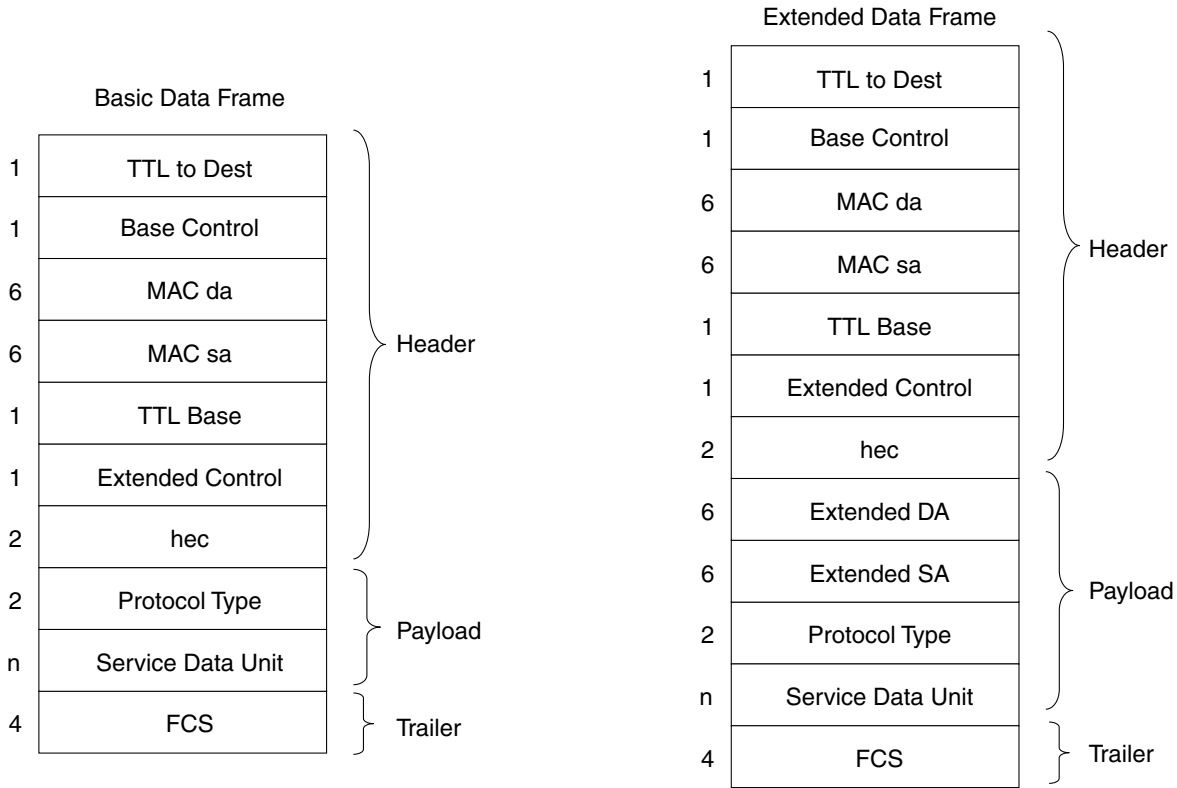 Basic Data Frame
1 TTL to Dest
1 Base Control
6 MAC da
6 MAC sa
1 TTL Base
1 Extended Control
2 hec
Header
2 Protocol Type
n Service Data Unit
Payload
4 FCS
Trailer
Extended Data Frame
1 TTL to Dest
1 Base Control
6 MAC da
6 MAC sa
1 TTL Base
1 Extended Control
2 hec
Header
6 Extended DA
6 Extended SA
2 Protocol Type
n Service Data Unit
Payload
4 FCS
Trailer